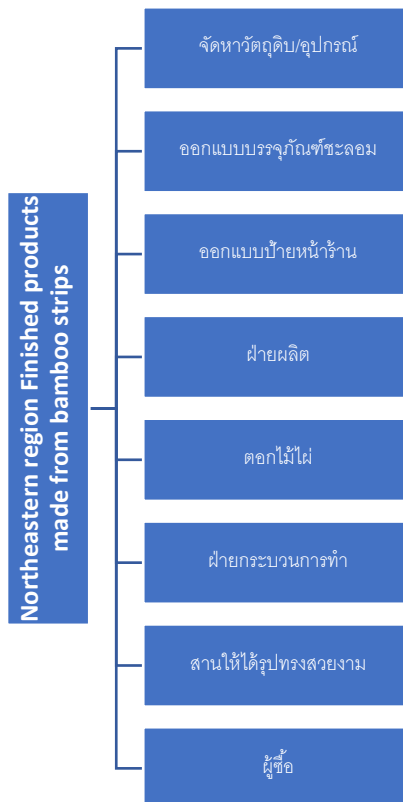 Northeastern region Finished products
made from bamboo strips
จัดหาวัตถุดิบ/อุปกรณ์
ออกแบบบรรจุภัณฑ์ชะลอม
ออกแบบป้ายหน้าร้าน
ฝ่ายผลิต
ตอกไม้ไผ่
ฝ่ายกระบวนการทำ
สานให้ได้รุปทรงสวยงาม
ผู้ซื้อ